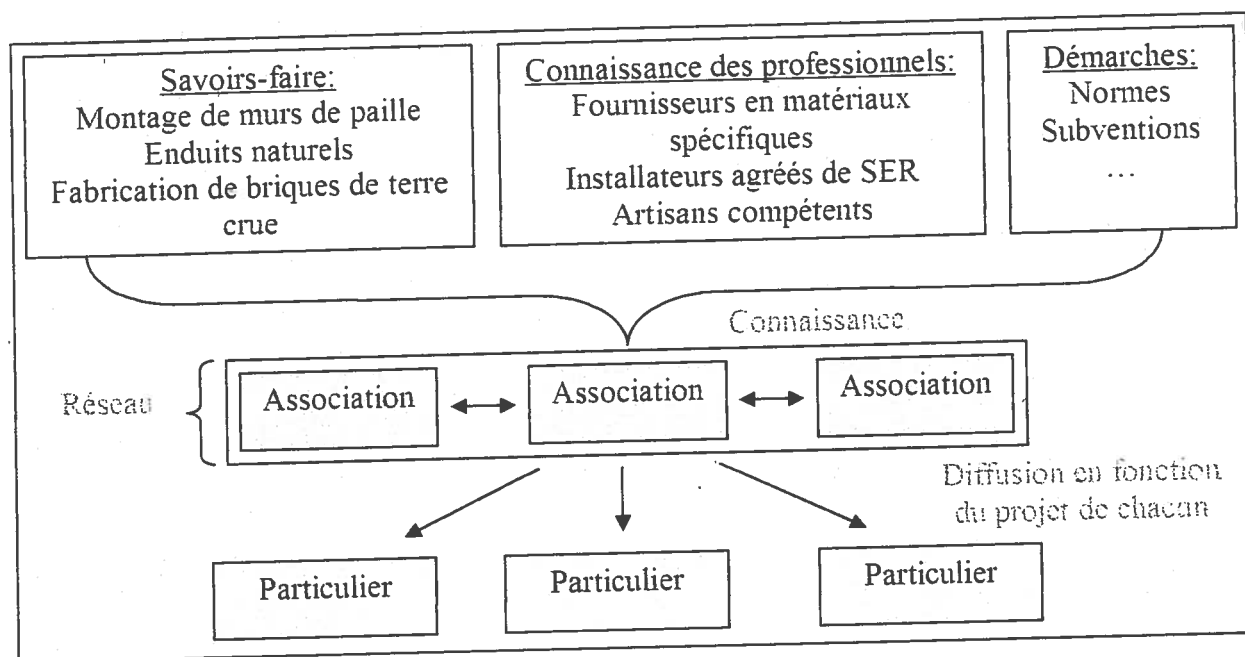 Savoirs-faire:
Montage de murs de paille
Enduits naturels
Fabrication de briques de terre
crue
Connaissance des professionnels:
Fournisseurs en matériaux
spécifiques
Installateurs agréés de SER
Artisans compétents
Démarches:
Normes
Subventions
…
Connaissance
Réseau
Association
Association
Association
Diffusion en fonction
du projet de chacun
Particulier
Particulier
Particulier